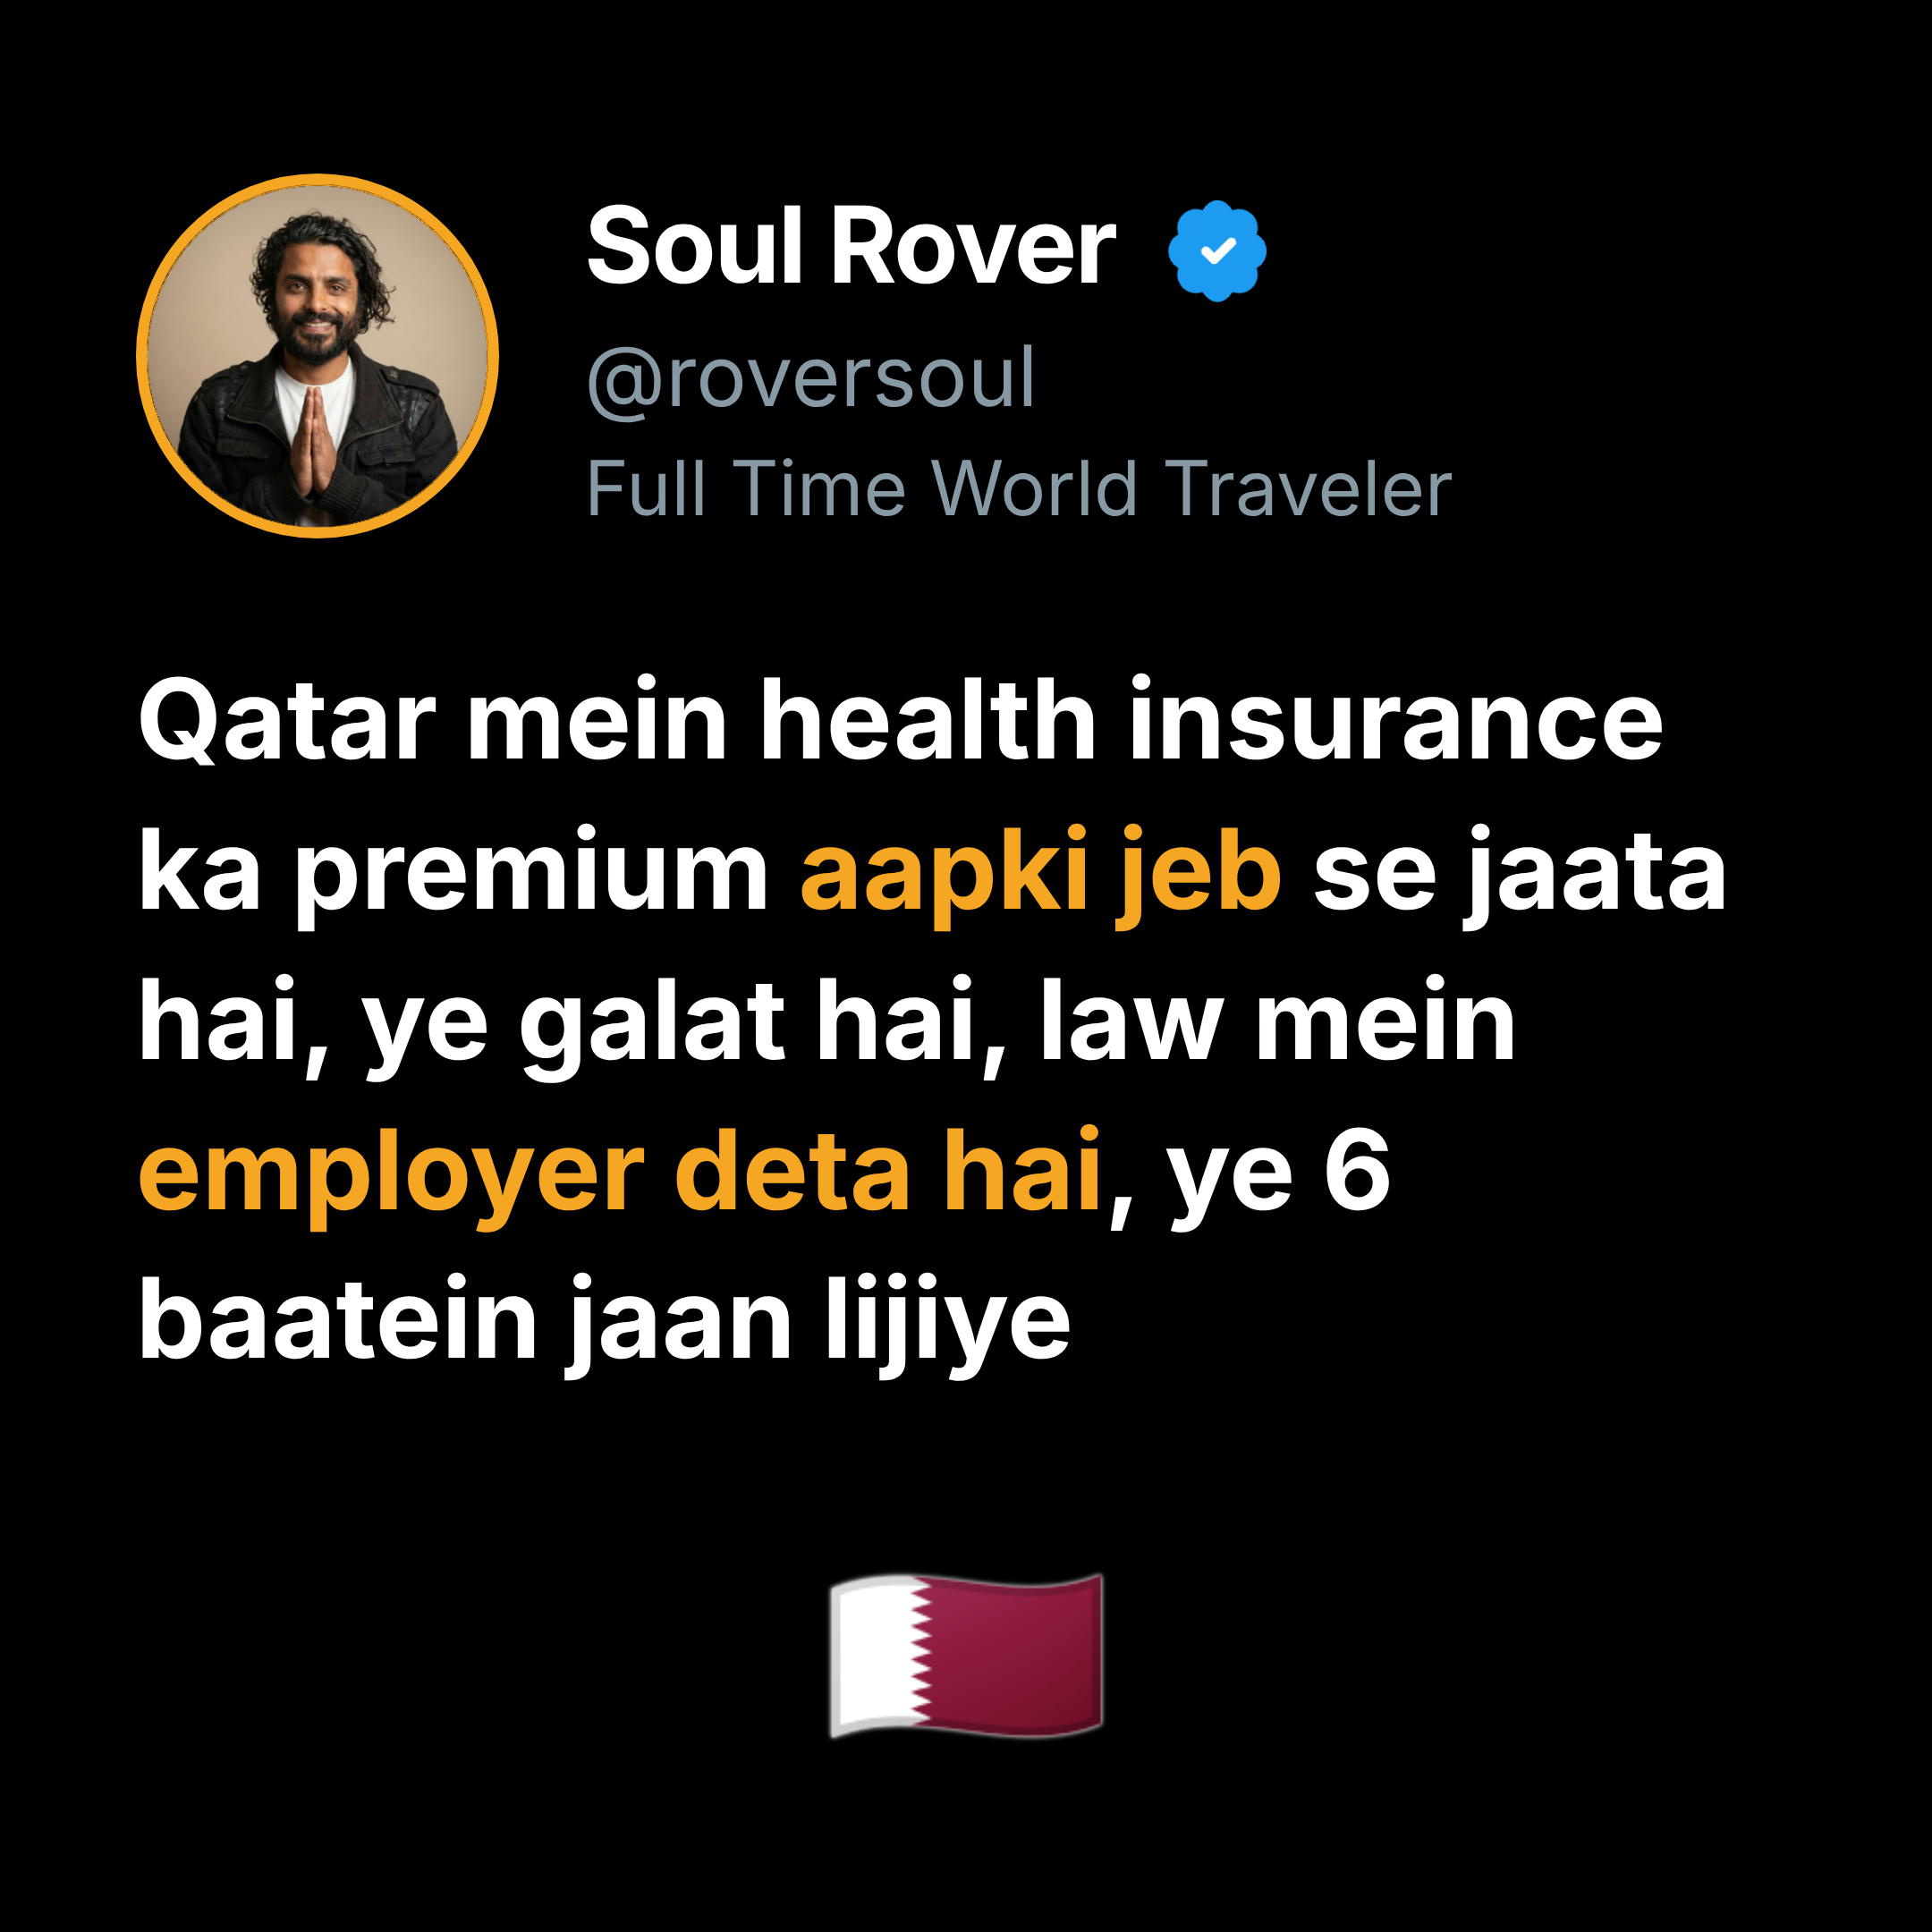 Soul Rover
@roversoul
Full Time World Traveler
Qatar mein health insurance
ka premium aapki jeb se jaata
hai, ye galat hai, law mein
employer deta hai, ye 6
baatein jaan lijiye